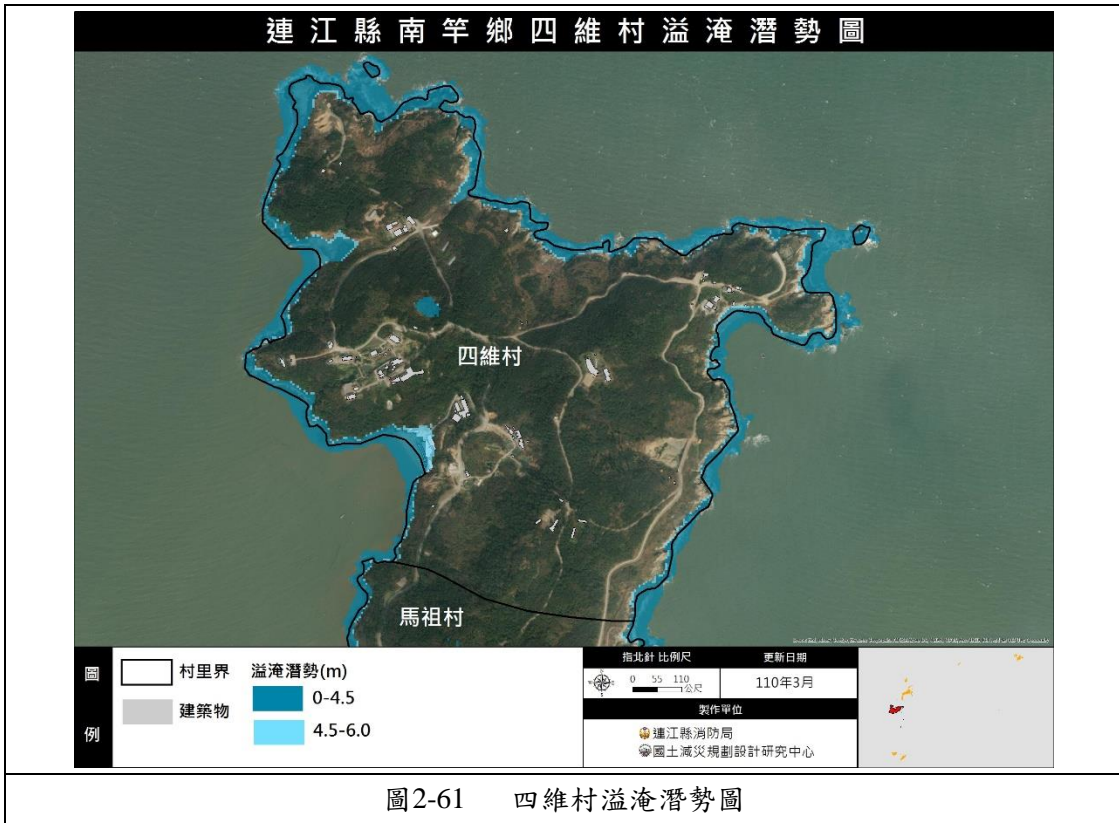 連江縣南竿鄉四維村溢淹潛勢圖
四維村
馬祖村
圖例
村里界
建築物
溢淹潛勢(m)
0-4.5
4.5-6.0
指北針 比例尺
0 55 110
公尺
更新日期
110年3月
製作單位
連江縣消防局
國土減災規劃設計研究中心
圖2-61 四維村溢淹潛勢圖